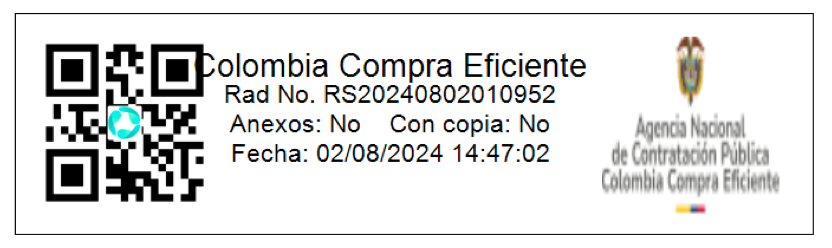 Colombia Compra Eficiente
Rad No. RS20240802010952
Anexos: No Con copia: No
Fecha: 02/08/2024 14:47:02
Agencia Nacional
de Contratación Pública
Colombia Compra Eficiente